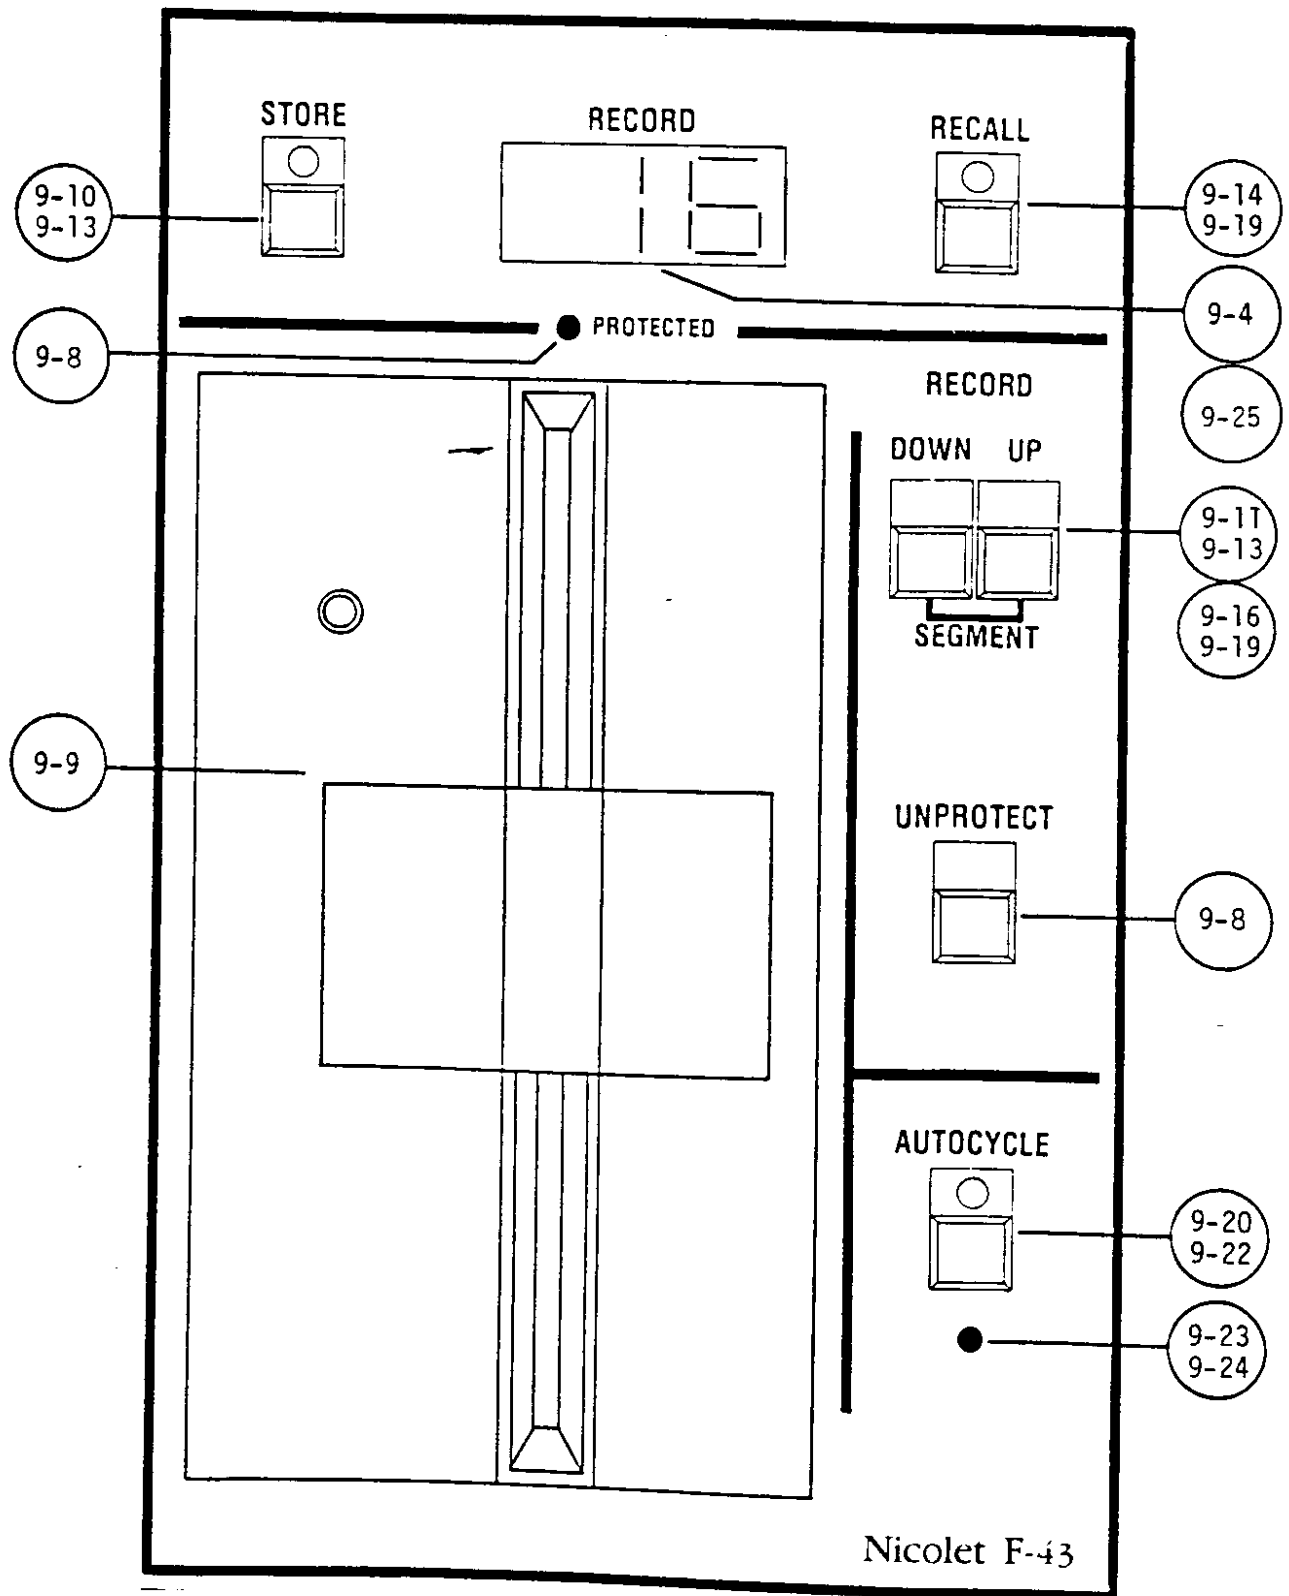 STORE
RECORD
RECALL
16
9-10
9-13
9-14
9-19
9-4
PROTECTED
9-8
RECORD
9-25
DOWN UP
9-11
9-13
SEGMENT
9-16
9-19
9-9
UNPROTECT
9-8
AUTOCYCLE
9-20
9-22
9-23
9-24
Nicolet F-43